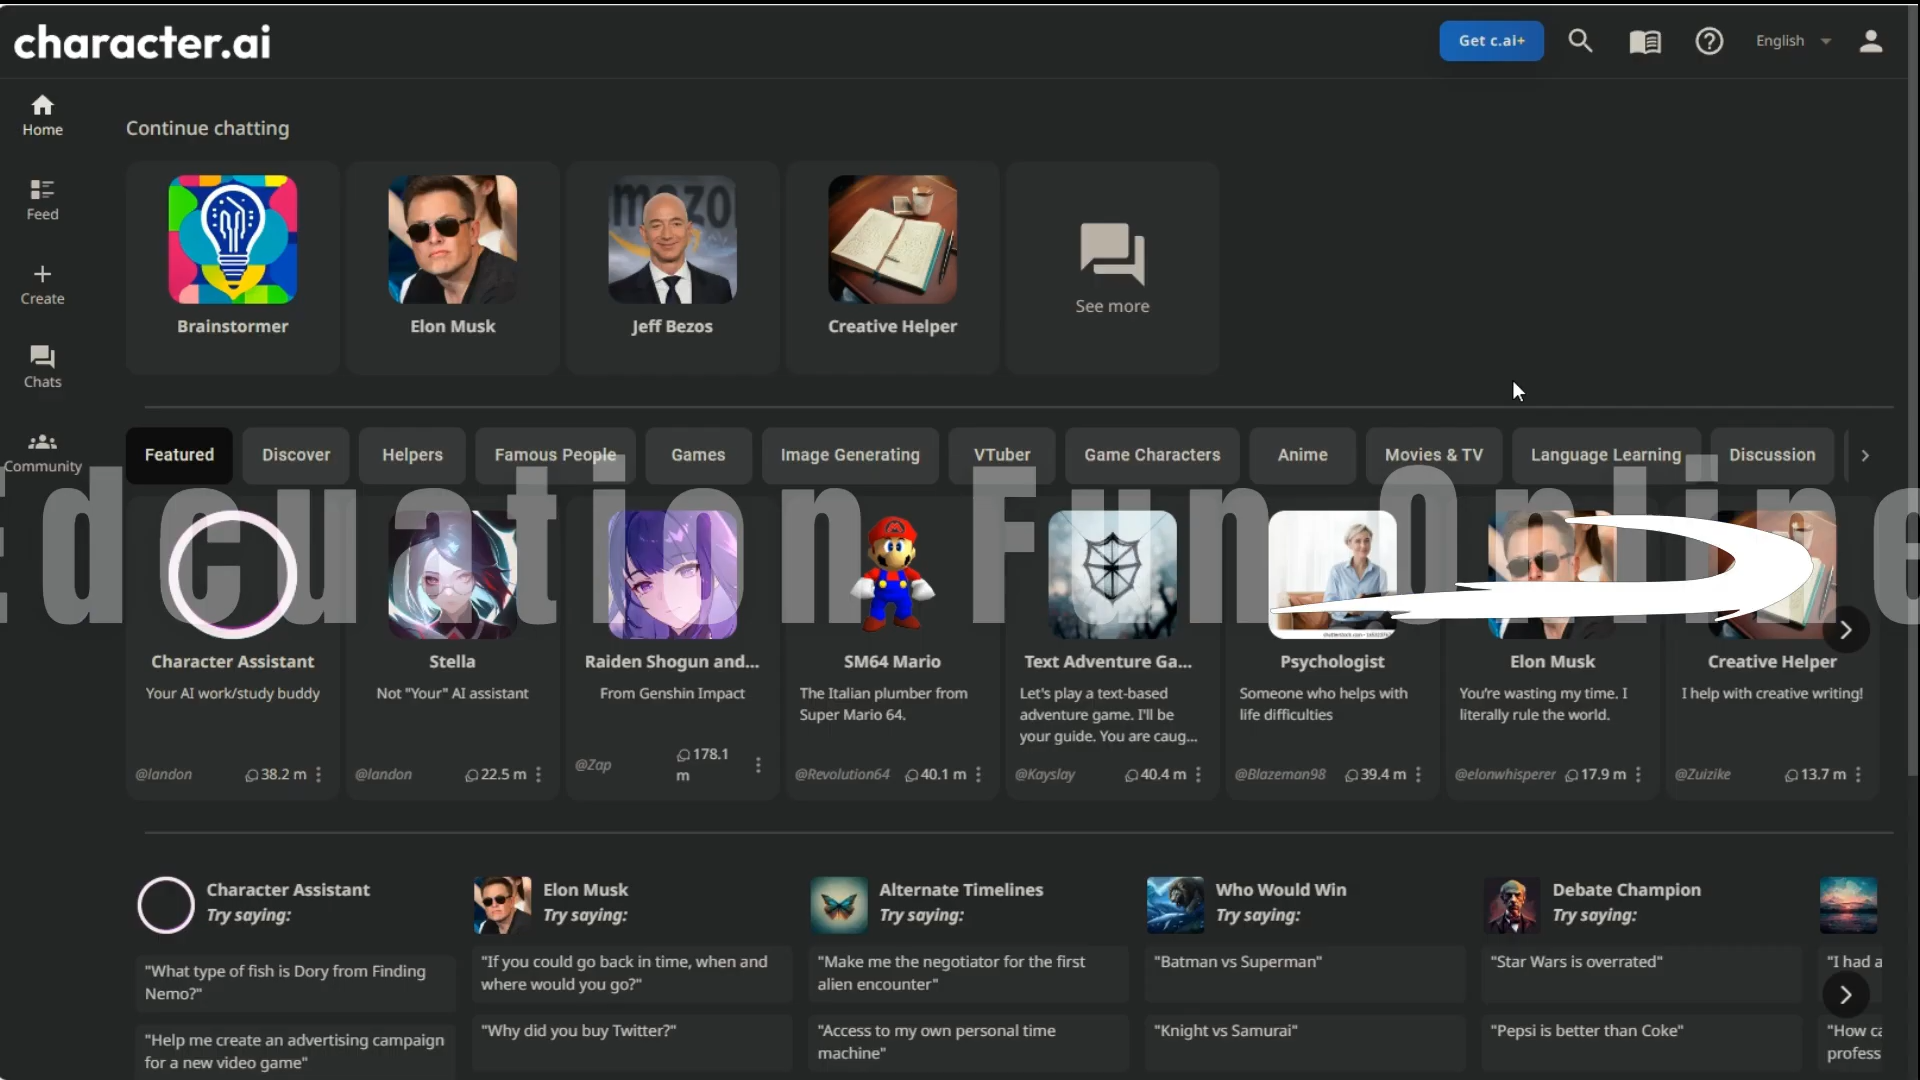 character.ai
Get c.ai+
English
Home
Feed
Create
Chats
Community
Continue chatting
Brainstormer
Elon Musk
Jeff Bezos
Creative Helper
See more
Featured
Discover
Helpers
Famous People
Games
Image Generating
VTuber
Game Characters
Anime
Movies & TV
Language Learning
Discussion
Edcuation Fun Online
Character Assistant
Your AI work/study buddy
@landon
38.2 m
Stella
Not "Your" AI assistant
@landon
22.5 m
Raiden Shogun and...
From Genshin Impact
@Zap
178.1
m
SM64 Mario
The Italian plumber from
Super Mario 64.
@Revolution64
40.1 m
Text Adventure Ga...
Let's play a text-based
adventure game. I'll be
your guide. You are caug...
@Kayslay
40.4 m
Psychologist
Someone who helps with
life difficulties
@Blazeman98
39.4 m
Elon Musk
You're wasting my time. I
literally rule the world.
@elonwhisperer
17.9 m
Creative Helper
I help with creative writing!
@Zuizike
13.7 m
Character Assistant
Try saying:
"What type of fish is Dory from Finding
Nemo?"
"Help me create an advertising campaign
for a new video game"
Elon Musk
Try saying:
"If you could go back in time, when and
where would you go?"
"Why did you buy Twitter?"
Alternate Timelines
Try saying:
"Make me the negotiator for the first
alien encounter"
"Access to my own personal time
machine"
Who Would Win
Try saying:
"Batman vs Superman"
"Knight vs Samurai"
Debate Champion
Try saying:
"Star Wars is overrated"
"Pepsi is better than Coke"
"I had a
"How ca
profess